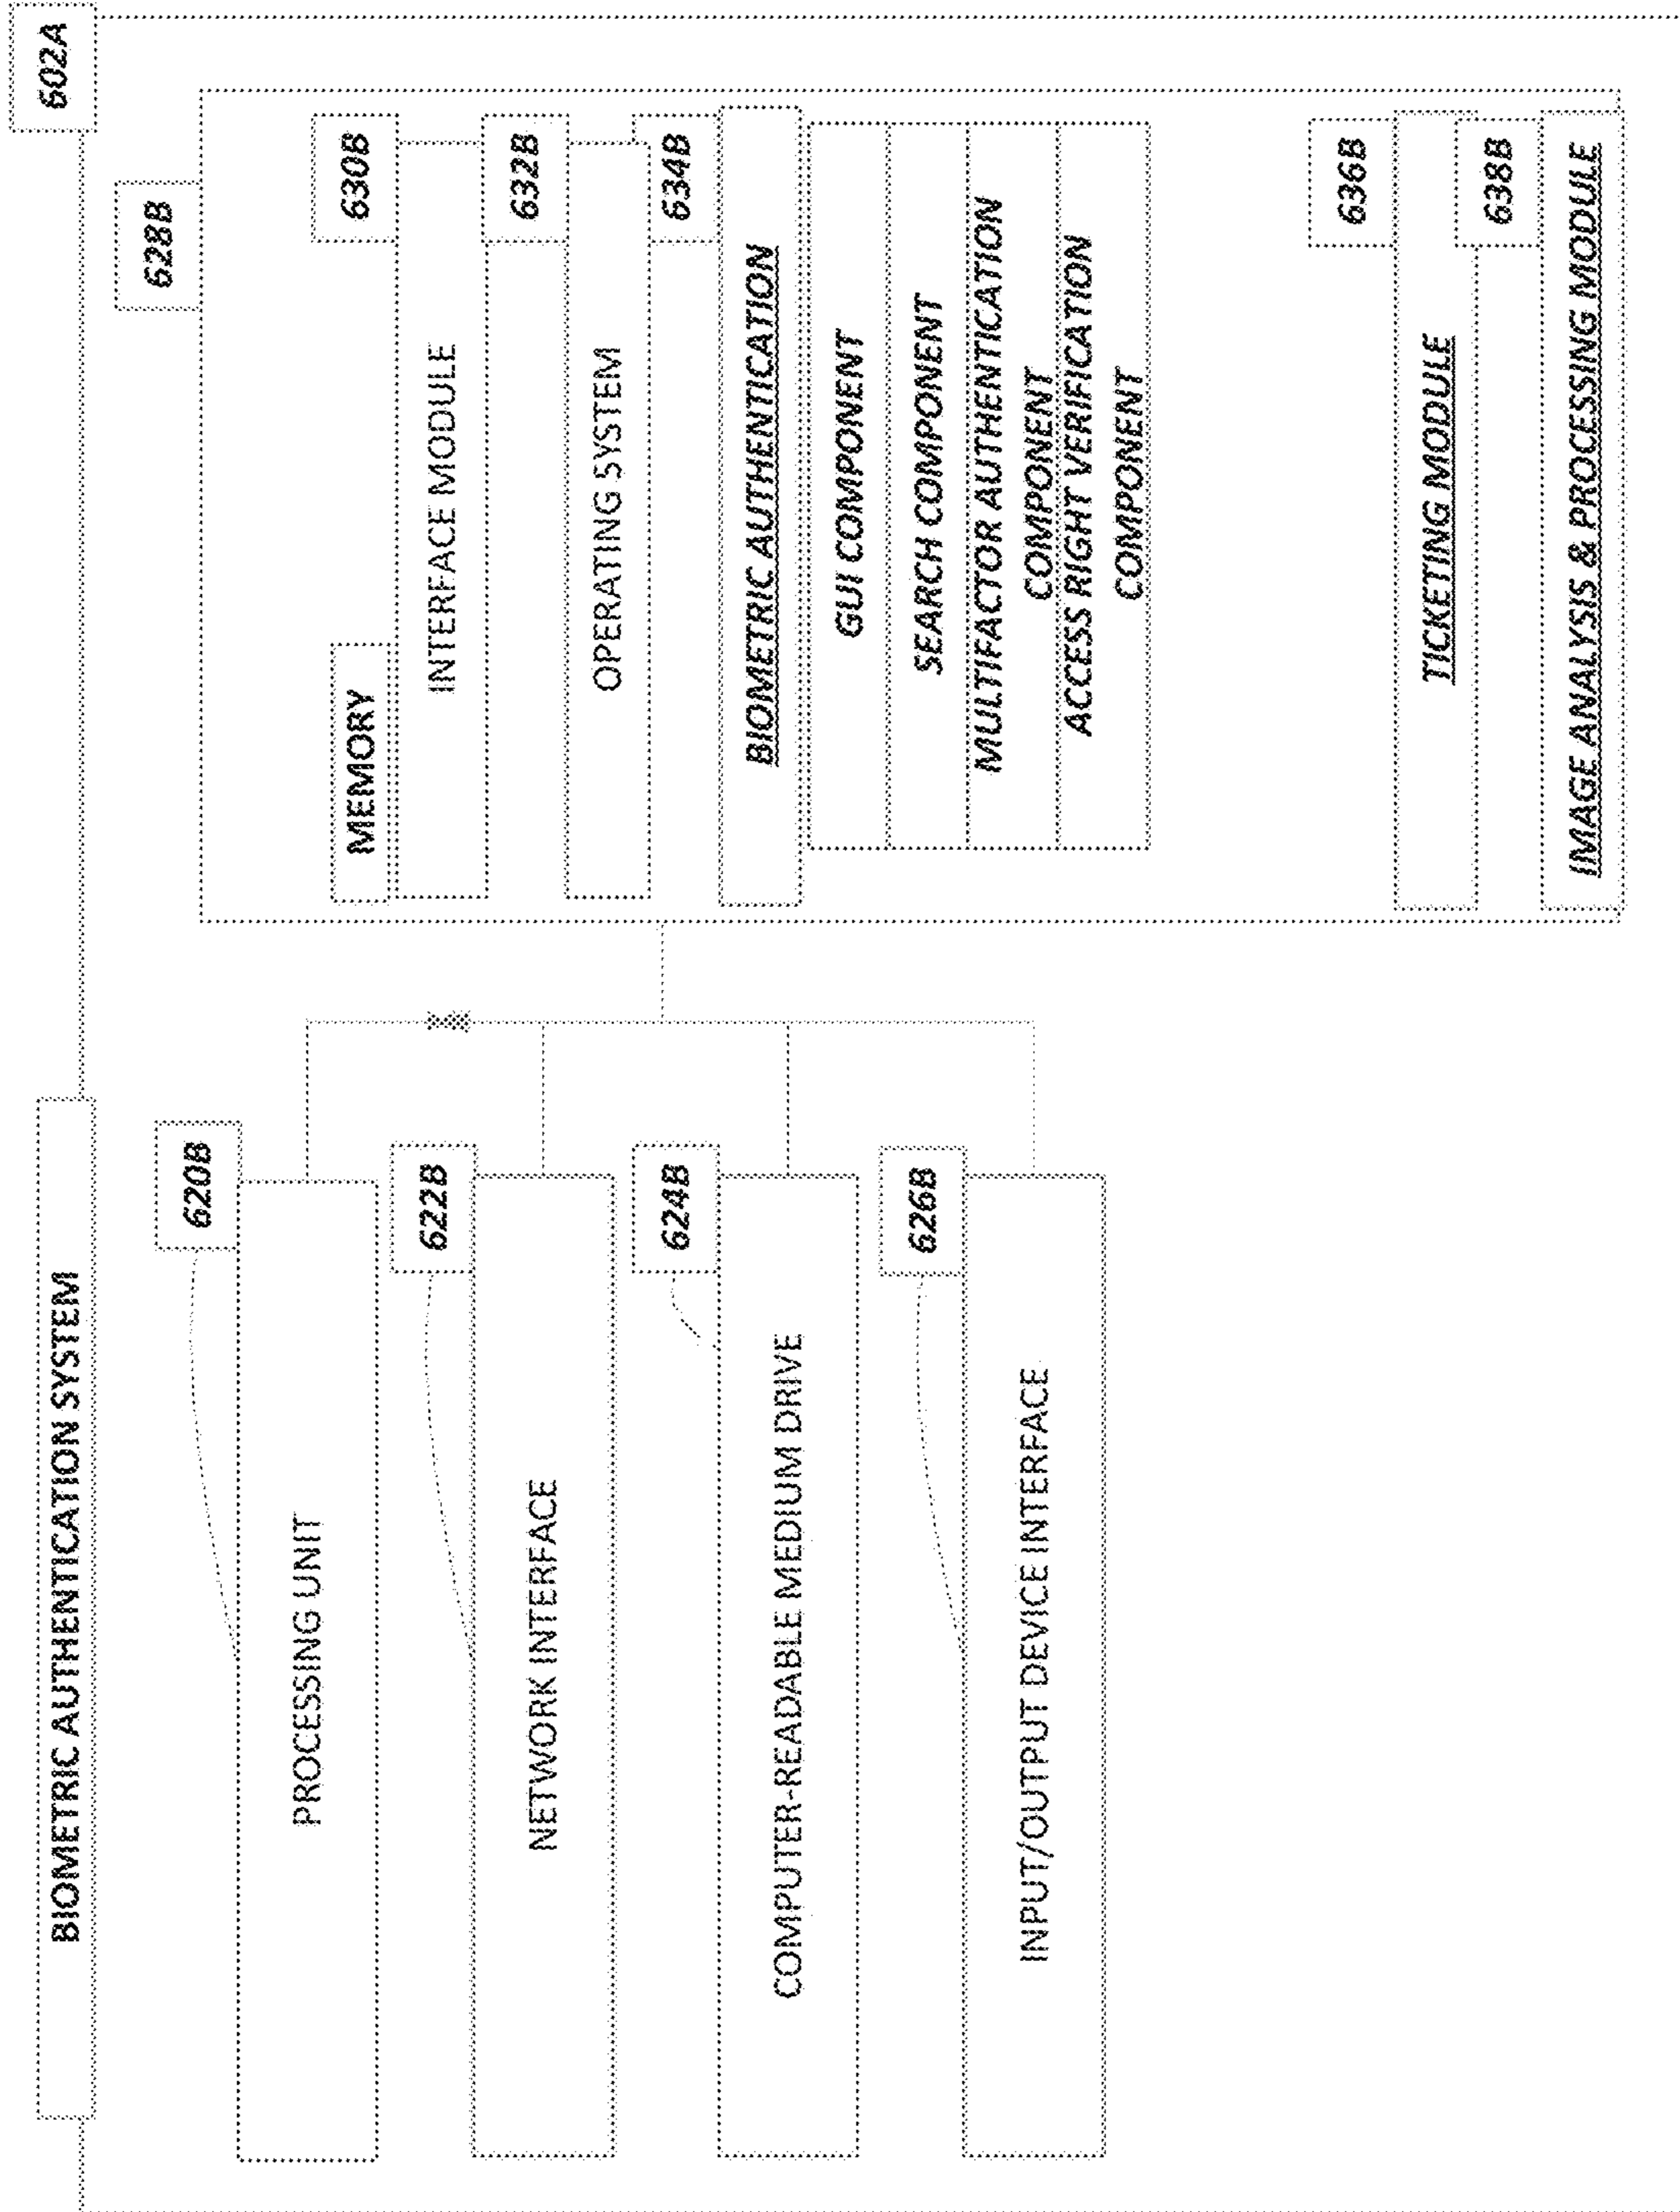 BIOMETRIC AUTHENTICATION SYSTEM
602A
620B
PROCESSING UNIT
622B
NETWORK INTERFACE
624B
COMPUTER-READABLE MEDIUM DRIVE
626B
INPUT/OUTPUT DEVICE INTERFACE
628B
MEMORY
630B
INTERFACE MODULE
632B
OPERATING SYSTEM
634B
BIOMETRIC AUTHENTICATION
GUI COMPONENT
SEARCH COMPONENT
MULTIFACTOR AUTHENTICATION
COMPONENT
ACCESS RIGHT VERIFICATION
COMPONENT
636B
TICKETING MODULE
638B
IMAGE ANALYSIS & PROCESSING MODULE